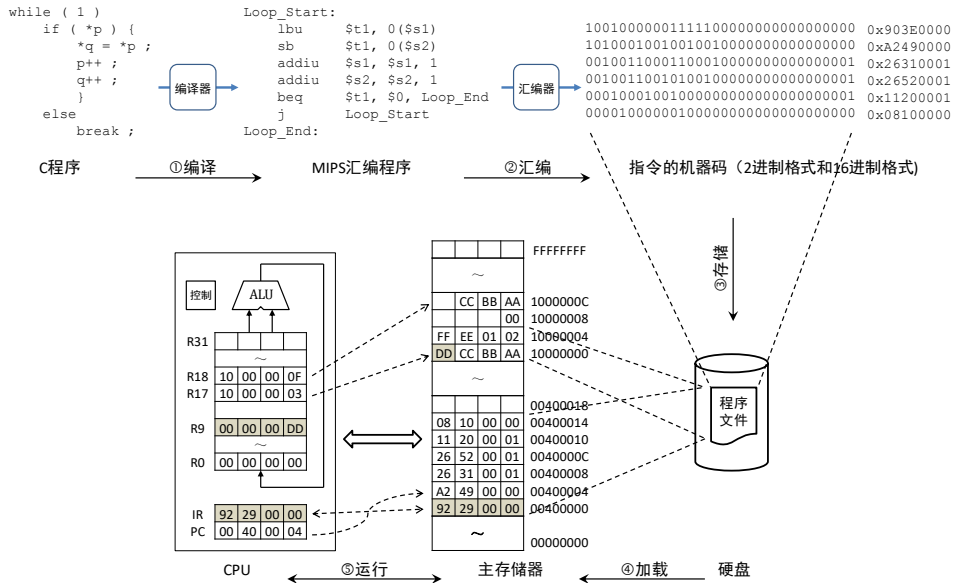 while ( 1 )
if ( *p ) {
*q = *p ;
p++ ;
q++ ;
}
else
break ;
编译器
Loop_Start:
lbu $t1, 0($s1)
sb $t1, 0($s2)
addiu $s1, $s1, 1
addiu $s2, $s2, 1
beq $t1, $0, Loop_End
j Loop_Start
Loop_End:
汇编器
10010000001111100000000000000000 0x903E0000
10100010010010010000000000000000 0xA2490000
00100110001100010000000000000001 0x26310001
00100110010100100000000000000001 0x26520001
00010001001000000000000000000001 0x11200001
00001000000100000000000000000000 0x08100000
C程序
①编译
MIPS汇编程序
②汇编
指令的机器码（2进制格式和16进制格式)
③存储
控制
ALU
R31
~
R18 10 00 00 0F
R17 10 00 00 03
R9 00 00 00 DD
~
R0 00 00 00 00
IR 92 29 00 00
PC 00 40 00 04
FFFFFFFF
~
CC BB AA 1000000C
00 10000008
FF EE 01 02 10000004
DD CC BB AA 10000000
~
00400018
08 10 00 00 00400014
11 20 00 01 00400010
26 52 00 01 0040000C
26 31 00 01 00400008
A2 49 00 00 00400004
92 29 00 00 00400000
~
00000000
程序
文件
CPU
⑤运行
主存储器
④加载
硬盘